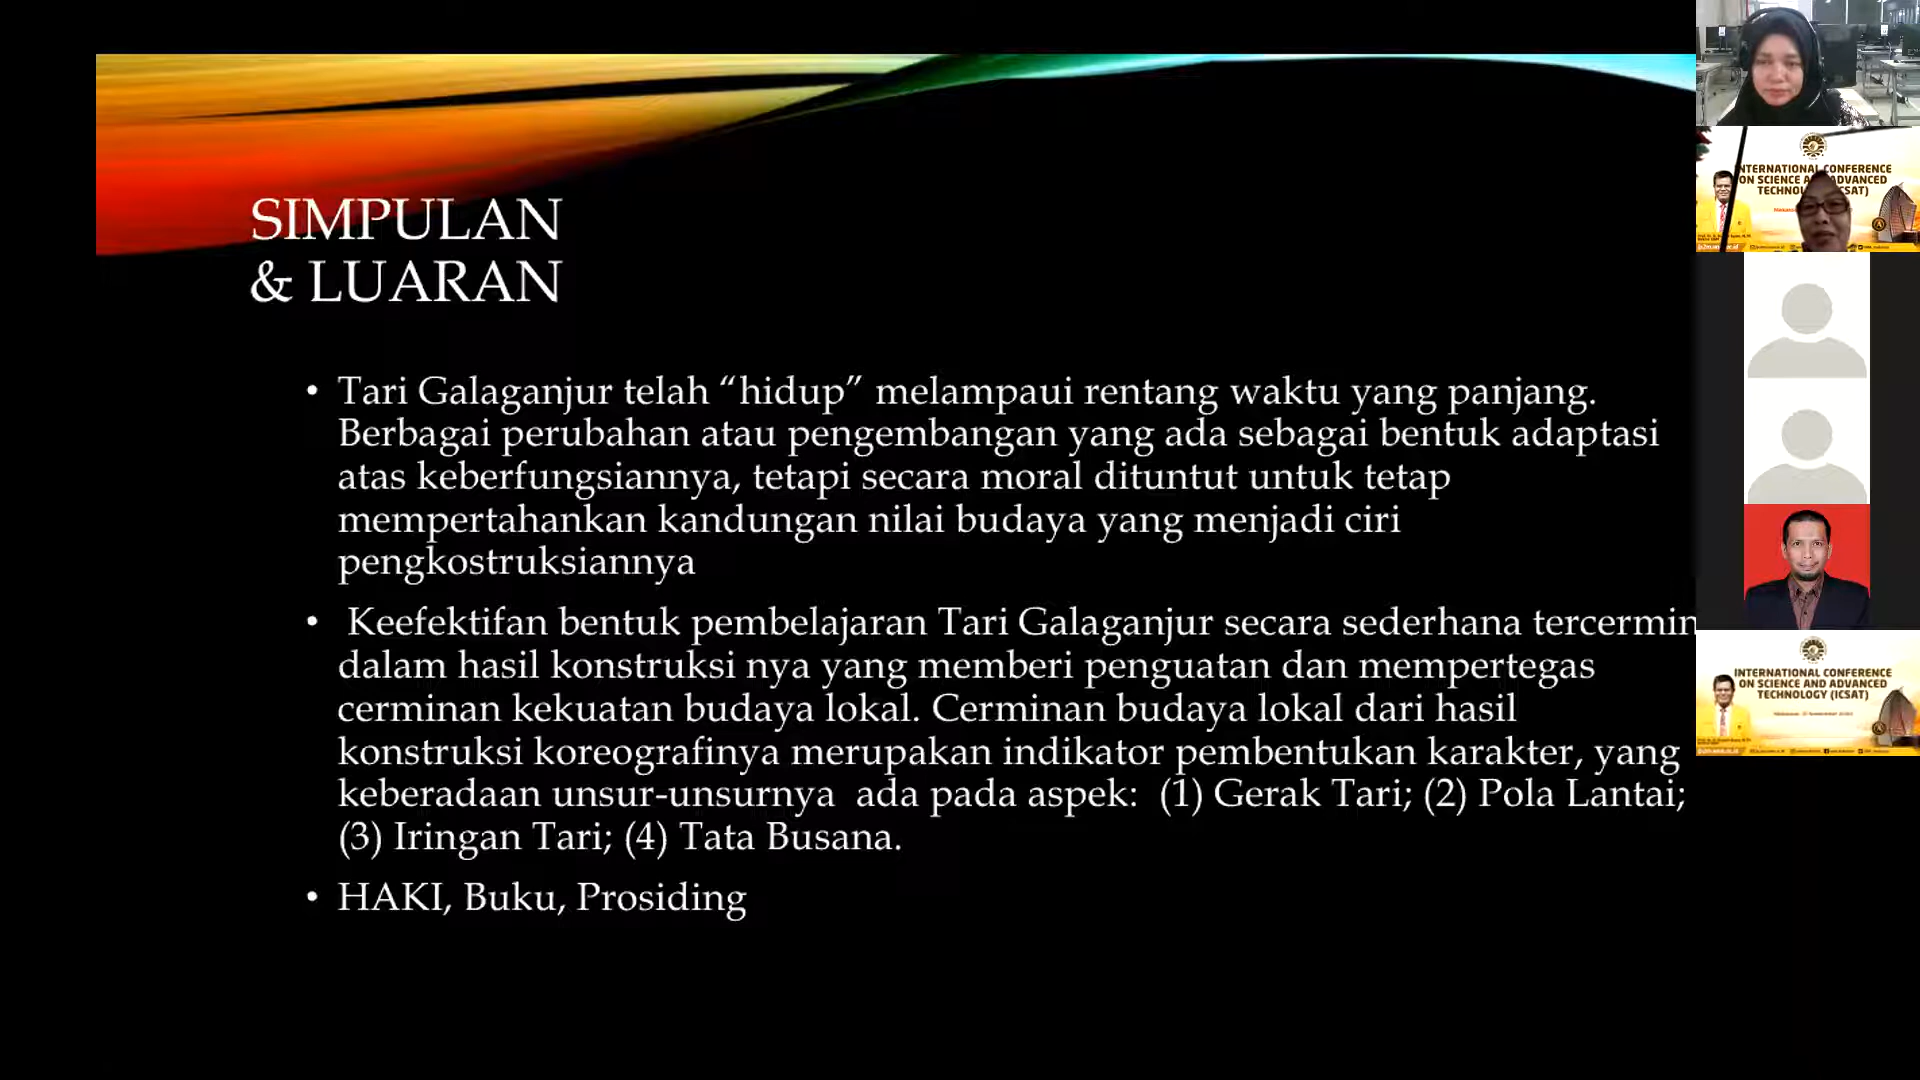 SIMPULAN
& LUARAN
• Tari Galaganjur telah “hidup” melampaui rentang waktu yang panjang.
Berbagai perubahan atau pengembangan yang ada sebagai bentuk adaptasi
atas keberfungsiannya, tetapi secara moral dituntut untuk tetap
mempertahankan kandungan nilai budaya yang menjadi ciri
pengkostruksiannya
• Keefektifan bentuk pembelajaran Tari Galaganjur secara sederhana tercermin
dalam hasil konstruksi nya yang memberi penguatan dan mempertegas
cerminan kekuatan budaya lokal. Cerminan budaya lokal dari hasil
konstruksi koreografinya merupakan indikator pembentukan karakter, yang
keberadaan unsur-unsurnya  ada pada aspek:  (1) Gerak Tari; (2) Pola Lantai;
(3) Iringan Tari; (4) Tata Busana.
• HAKI, Buku, Prosiding
INTERNATIONAL CONFERENCE
ON SCIENCE ADVANCED
INTERNATIONAL CONFERENCE
ON SCIENCE AND ADVANCED
TECHNOLOGY (ICSAT)